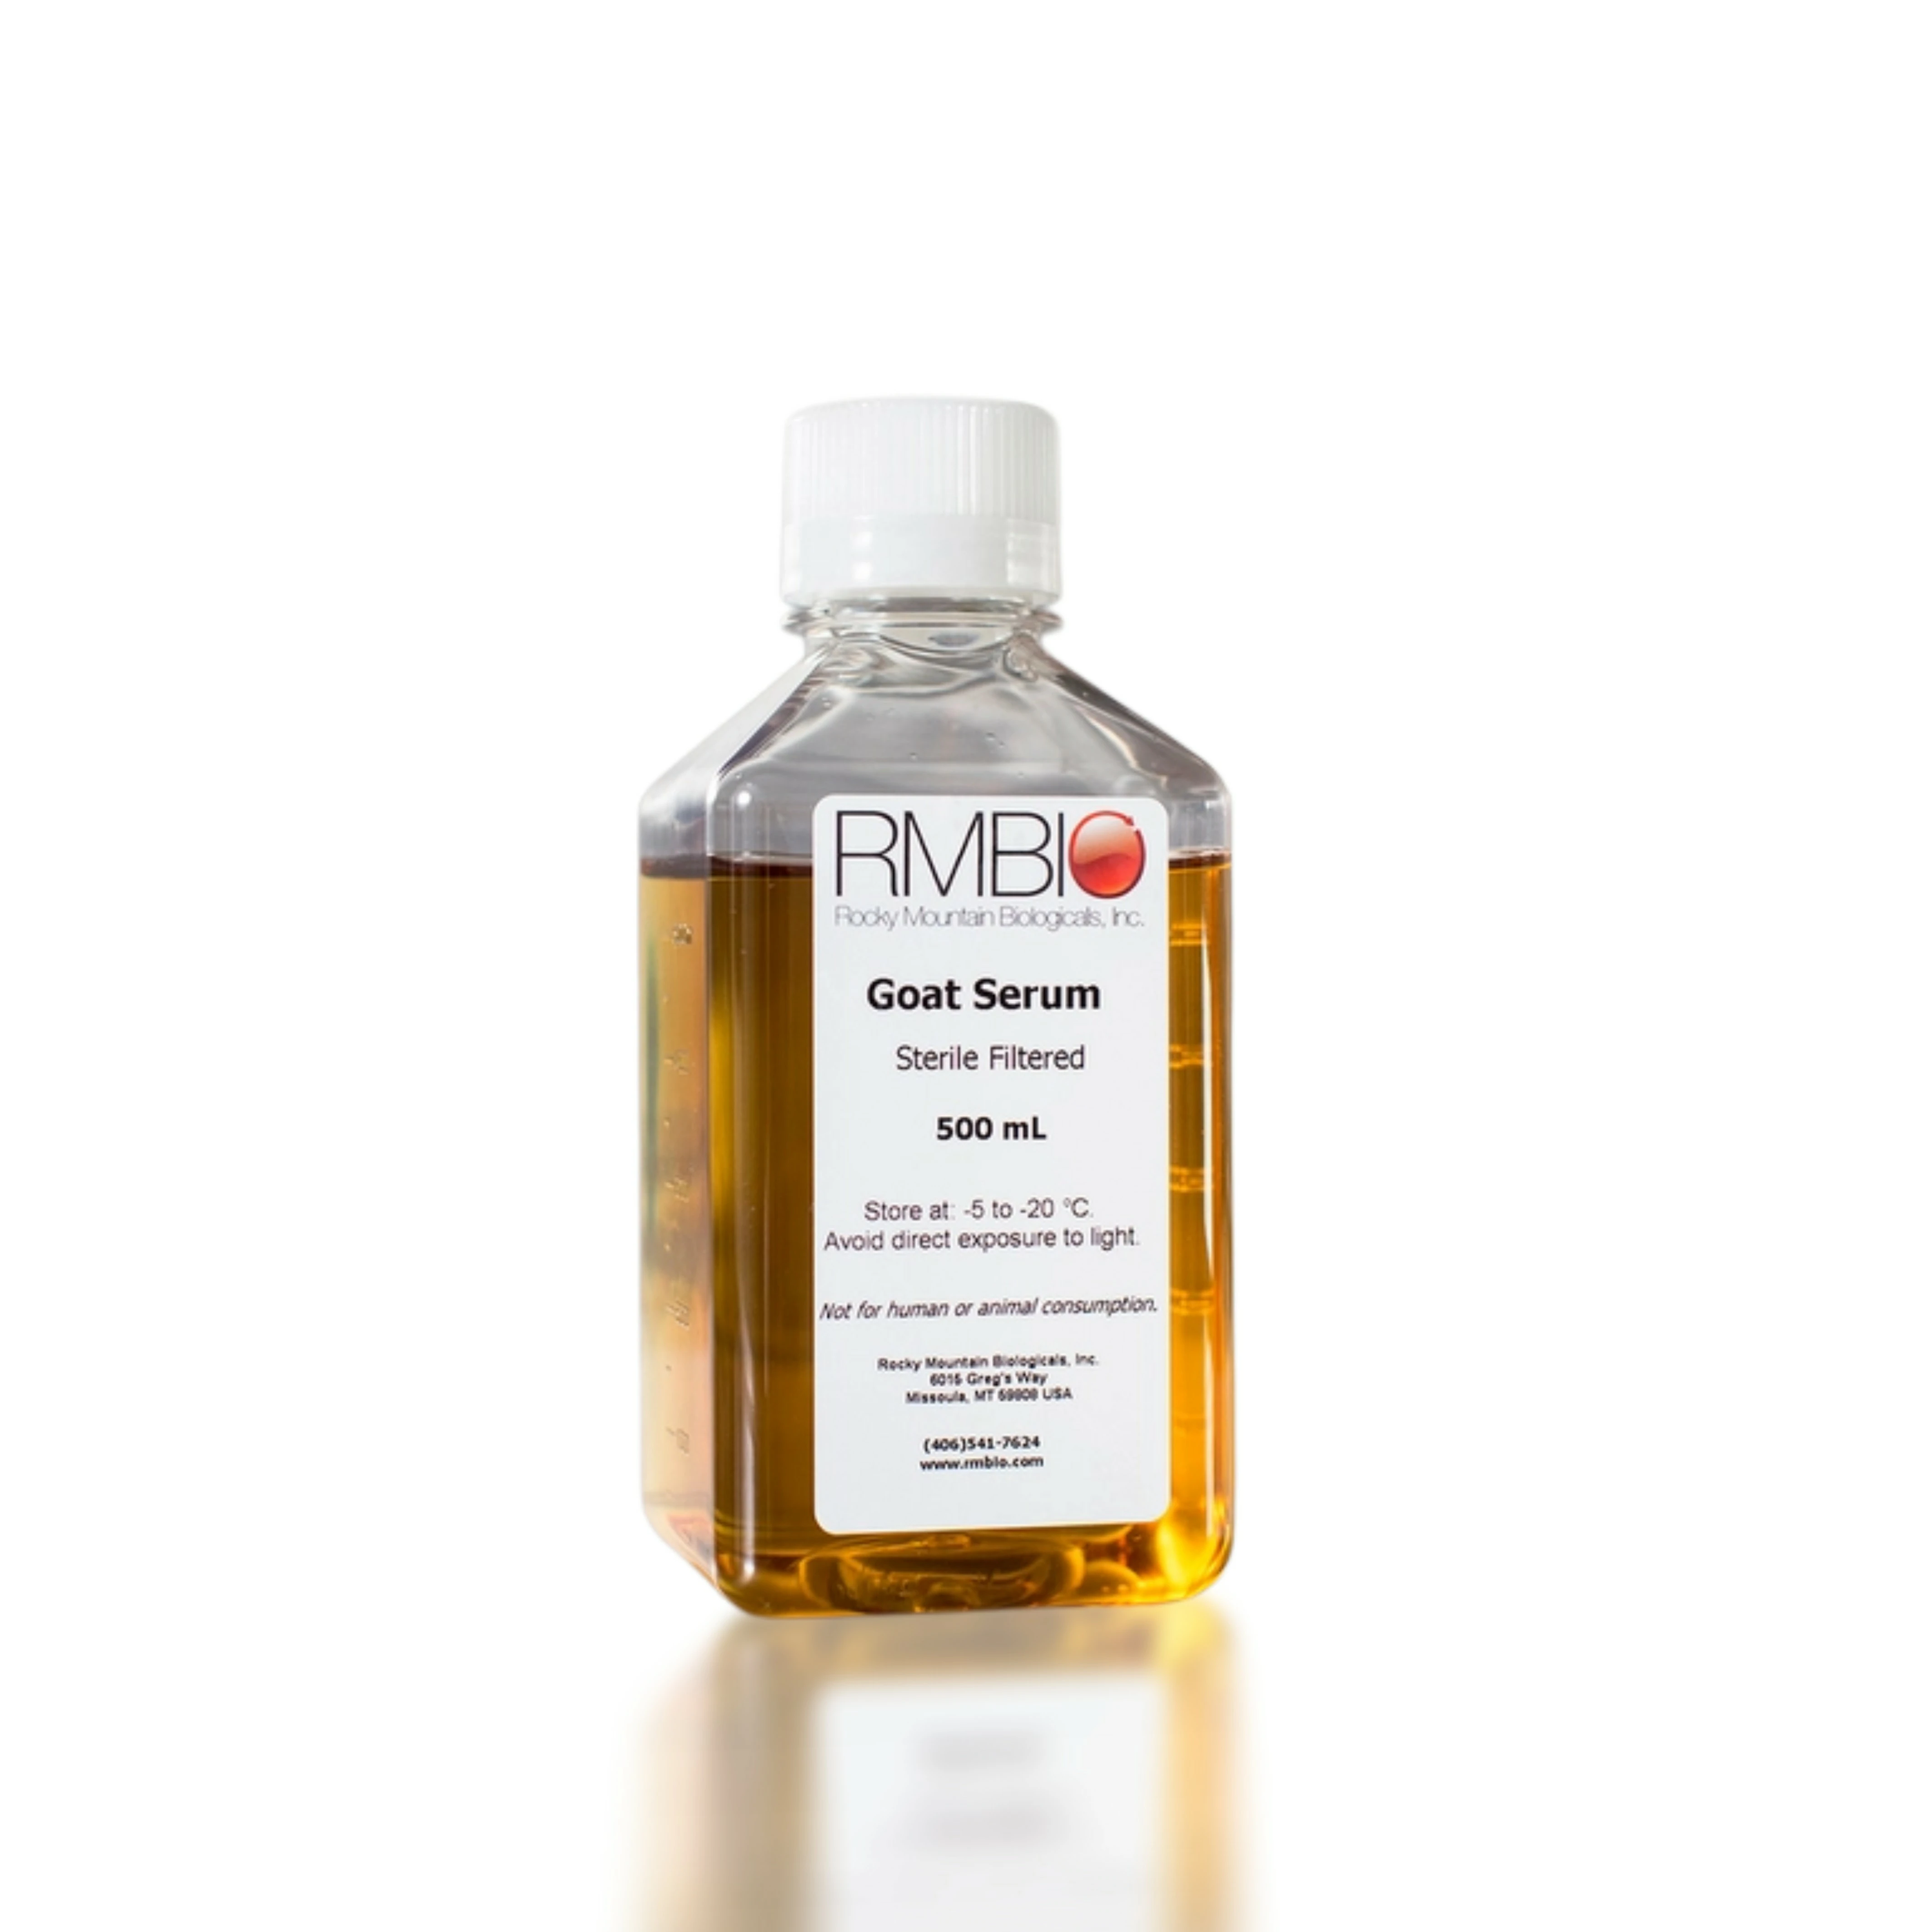 RMBIO
Rocky Mountain Biologicals, Inc.
Goat Serum
Sterile Filtered
500 mL
Store at: -5 to -20 °C.
Avoid direct exposure to light.
Not for human or animal consumption.
Rocky Mountain Biologicals, Inc.
6015 Greg's Way
Missoula, MT 59808 USA
(406)541-7624
www.rmbio.com